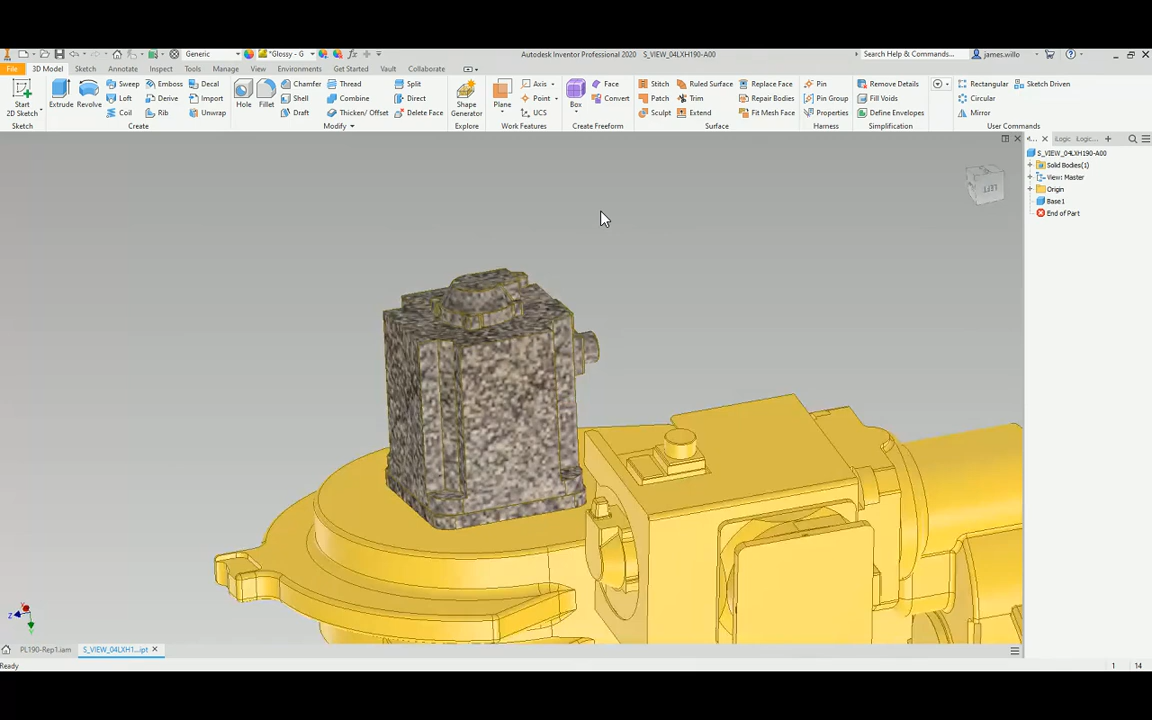 Generic
*Glossy - G
Autodesk Inventor Professional 2020 S_VIEW_04LXH190-A00
Search Help & Commands...
james.willo
File 3D Model Sketch Annotate Inspect Tools Manage View Environments Get Started Vault Collaborate
Start
2D Sketch
Sketch
Extrude Revolve
Sweep Emboss Decal
Loft Derive Import
Coil Rib Unwrap
Create
Hole Fillet
Chamfer Thread Split
Shell Combine Direct
Draft Thicken/ Offset Delete Face
Modify
Shape
Generator
Explore
Plane
Axis
Point
UCS
Work Features
Box
Face
Convert
Create Freeform
Stitch Ruled Surface Replace Face
Patch Trim Repair Bodies
Sculpt Extend Fit Mesh Face
Surface
Pin
Pin Group
Properties
Harness
Remove Details
Fill Voids
Define Envelopes
Simplification
Rectangular Sketch Driven
Circular
Mirror
User Commands
Logic Logic...
S_VIEW_04LXH190-A00
Solid Bodies(1)
View: Master
Origin
Base1
End of Part
Z
Y
PL190-Rep1.iam S_VIEW_04LXH1...ipt
Ready
1 14